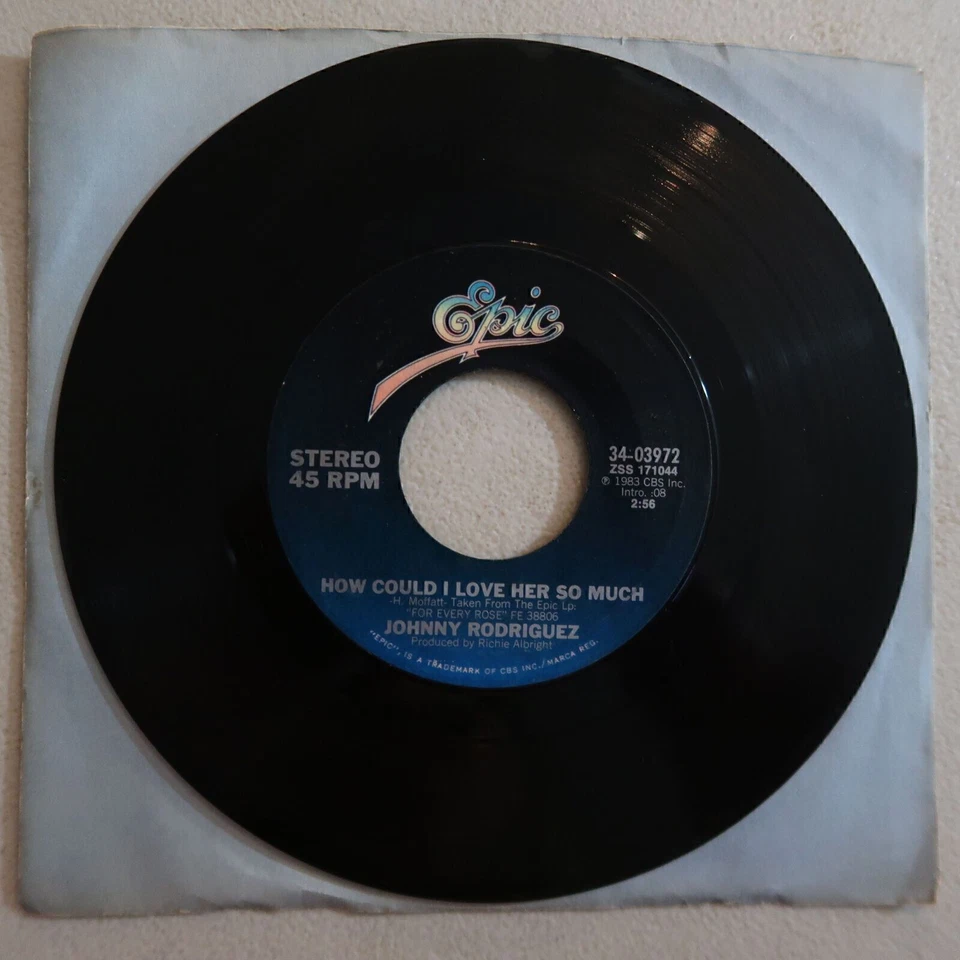 Epic
STEREO
45 RPM
34-03972
ZSS 171044
℗ 1983 CBS Inc.
Intro. :08
2:56
HOW COULD I LOVE HER SO MUCH
-H. Moffatt- Taken From The Epic Lp:
"FOR EVERY ROSE" FE 38806
JOHNNY RODRIGUEZ
Produced by Richie Albright
"EPIC", IS A TRADEMARK OF CBS INC./MARCA REG.